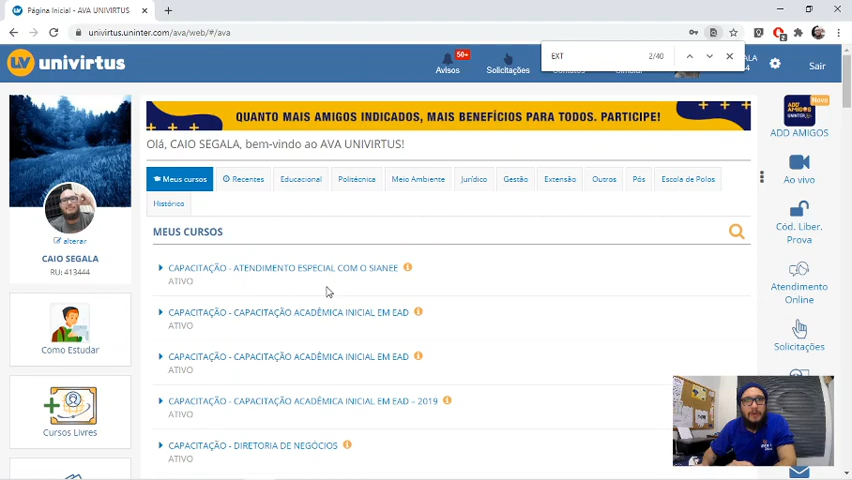 Página Inicial - AVA UNIVIRTUS
univirtus.uninter.com/ava/web/#/ava
EXT 2/40
univirtus
50+
Avisos
Solicitações
Sair
QUANTO MAIS AMIGOS INDICADOS, MAIS BENEFÍCIOS PARA TODOS. PARTICIPE!
Olá, CAIO SEGALA, bem-vindo ao AVA UNIVIRTUS!
Meus cursos Recentes Educacional Politécnica Meio Ambiente Jurídico Gestão Extensão Outros Pós Escola de Polos
Histórico
MEUS CURSOS
CAPACITAÇÃO - ATENDIMENTO ESPECIAL COM O SIANEE
ATIVO
CAPACITAÇÃO - CAPACITAÇÃO ACADÊMICA INICIAL EM EAD
ATIVO
CAPACITAÇÃO - CAPACITAÇÃO ACADÊMICA INICIAL EM EAD
ATIVO
CAPACITAÇÃO - CAPACITAÇÃO ACADÊMICA INICIAL EM EAD – 2019
ATIVO
CAPACITAÇÃO - DIRETORIA DE NEGÓCIOS
ATIVO
alterar
CAIO SEGALA
RU: 413444
Como Estudar
Cursos Livres
Novo
ADD AMIGOS
ADD AMIGOS
Ao vivo
Cód. Liber.
Prova
Atendimento
Online
Solicitações